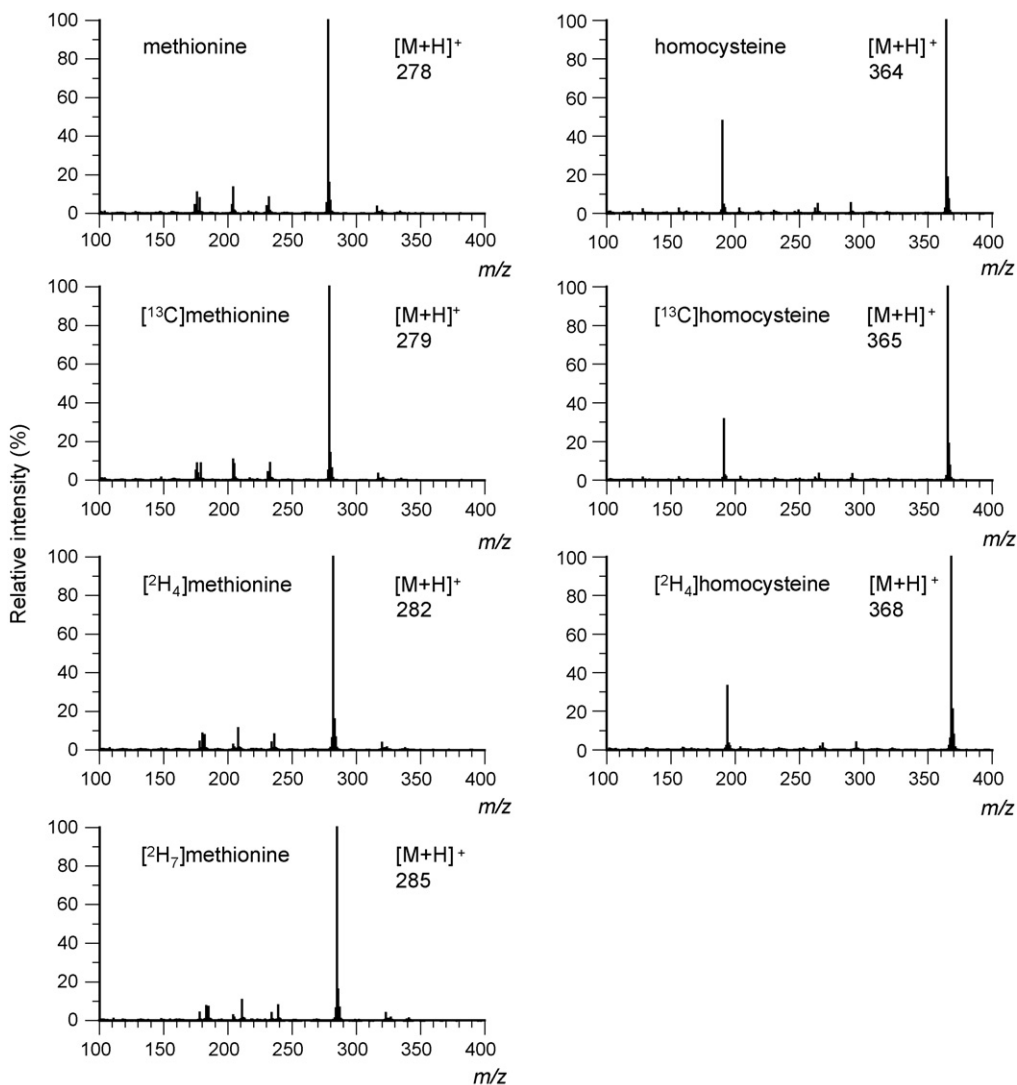 Relative intensity (%)
methionine
[M+H]⁺
278
100
80
60
40
20
0
100 150 200 250 300 350 400
m/z
homocysteine
[M+H]⁺
364
100
80
60
40
20
0
100 150 200 250 300 350 400
m/z
[¹³C]methionine
[M+H]⁺
279
100
80
60
40
20
0
100 150 200 250 300 350 400
m/z
[¹³C]homocysteine
[M+H]⁺
365
100
80
60
40
20
0
100 150 200 250 300 350 400
m/z
[²H₄]methionine
[M+H]⁺
282
100
80
60
40
20
0
100 150 200 250 300 350 400
m/z
[²H₄]homocysteine
[M+H]⁺
368
100
80
60
40
20
0
100 150 200 250 300 350 400
m/z
[²H₇]methionine
[M+H]⁺
285
100
80
60
40
20
0
100 150 200 250 300 350 400
m/z